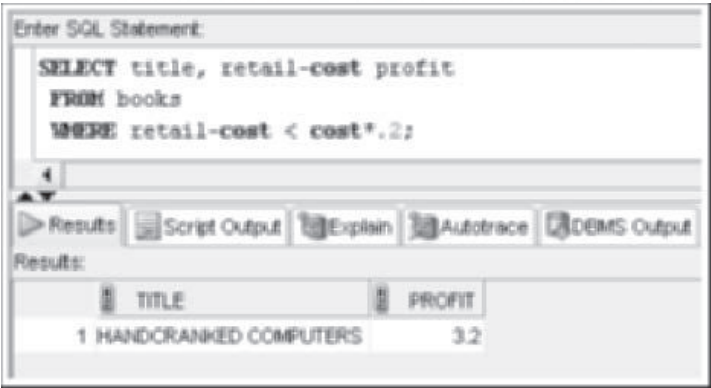 Enter SQL Statement:
SELECT title, retail-cost profit
FROM books
WHERE retail-cost < cost*.2;
Results Script Output Explain Autotrace DBMS Output
Results:
TITLE PROFIT
1 HANDCRANKED COMPUTERS 3.2